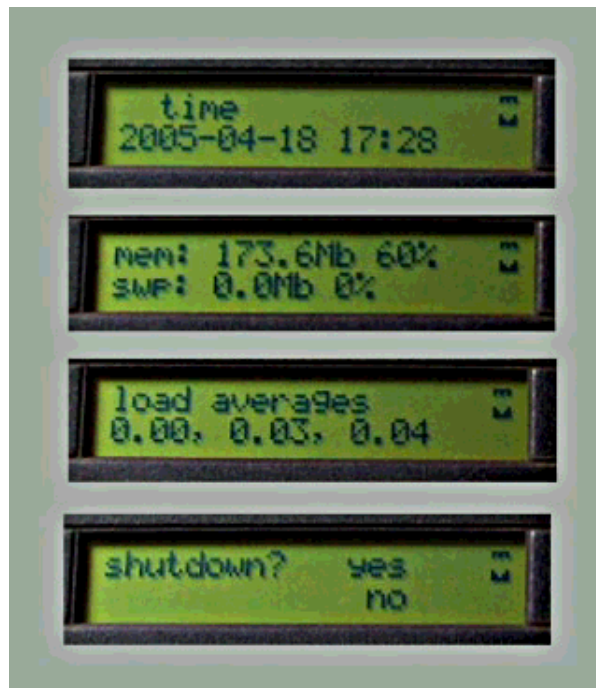 time
2005-04-18 17:28
mem: 173.6Mb 60%
swp: 0.0Mb 0%
load averages
0.00, 0.03, 0.04
shutdown? yes
no